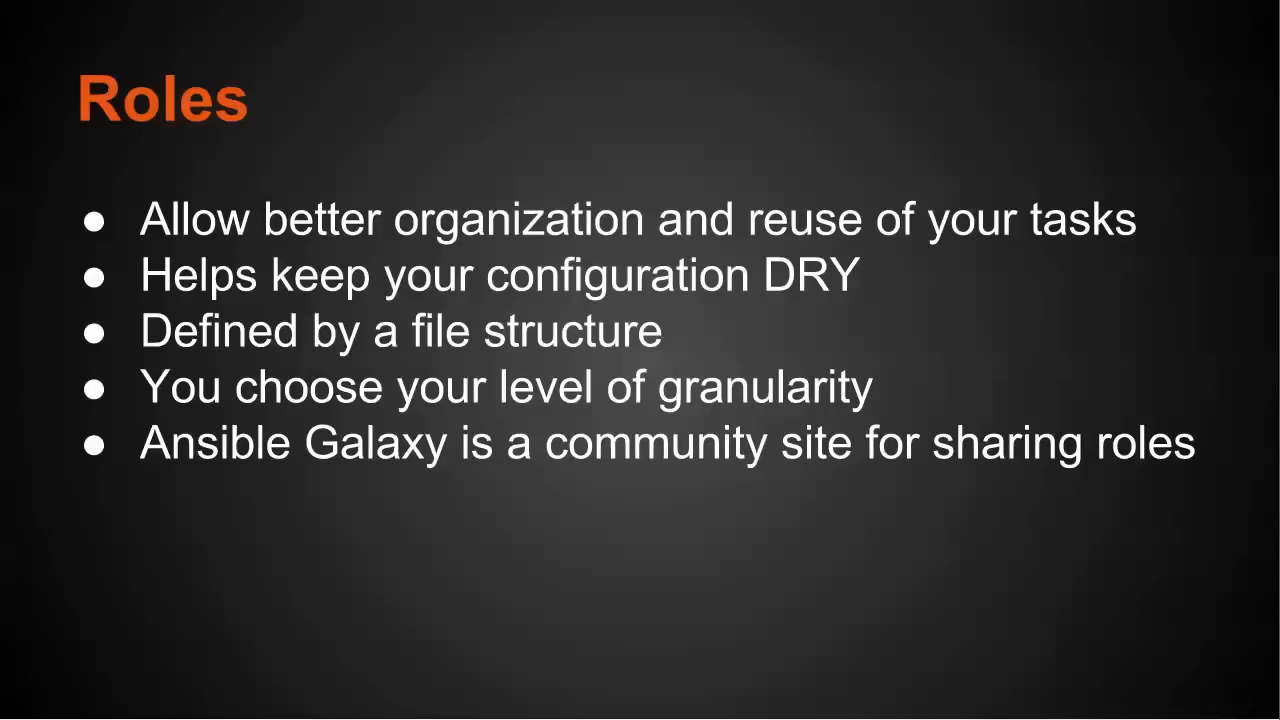 Roles
● Allow better organization and reuse of your tasks
● Helps keep your configuration DRY
● Defined by a file structure
● You choose your level of granularity
● Ansible Galaxy is a community site for sharing roles